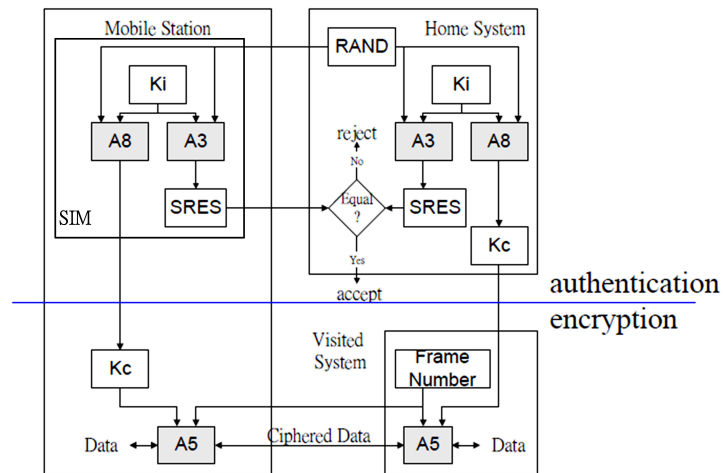 Mobile Station
Home System
RAND
Ki
Ki
A8
A3
reject
A3
A8
No
SIM
SRES
Equal
?
SRES
Kc
Yes
accept
authentication
encryption
Visited
System
Frame
Number
Kc
Data
A5
Ciphered Data
A5
Data